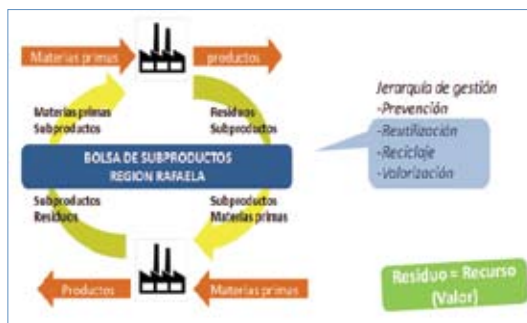 Materias primas
productos
Materias primas
Subproductos
Residuos
Subproductos
BOLSA DE SUBPRODUCTOS
REGION RAFAELA
Subproductos
Residuos
Subproductos
Materias primas
Productos
Materias primas
Jerarquía de gestión
-Prevención
-Reutilización
-Reciclaje
-Valorización
Residuo = Recurso
(Valor)